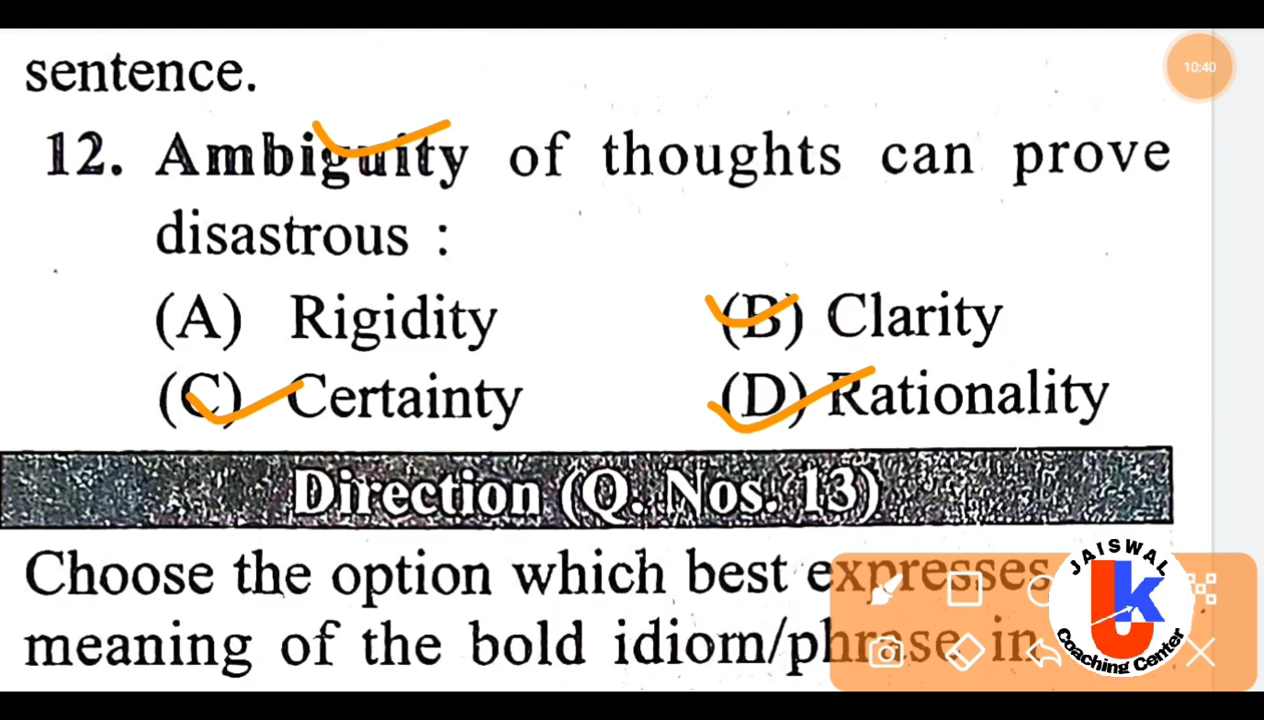 sentence.
10:40
12. Ambiguity of thoughts can prove
disastrous :
(A) Rigidity (B) Clarity
(C) Certainty (D) Rationality
Direction (Q. Nos. 13)
Choose the option which best expresses
meaning of the bold idiom/phrase in
JAISWAL
UK
Coaching Center